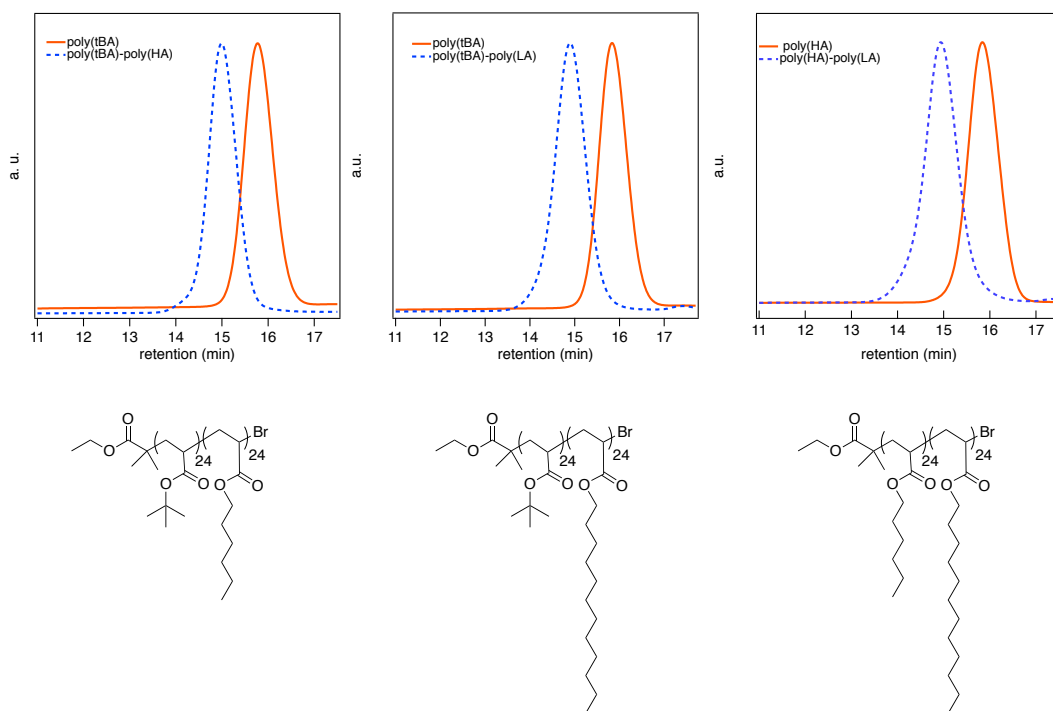 poly(tBA)
poly(tBA)-poly(HA)
a. u.
11 12 13 14 15 16 17
retention (min)
poly(tBA)
poly(tBA)-poly(LA)
a.u.
11 12 13 14 15 16 17
retention (min)
poly(HA)
poly(HA)-poly(LA)
a.u.
11 12 13 14 15 16 17
retention (min)
O
O
24
24
Br
O
O
O
O
O
O
24
24
Br
O
O
O
O
O
O
24
24
Br
O
O
O
O